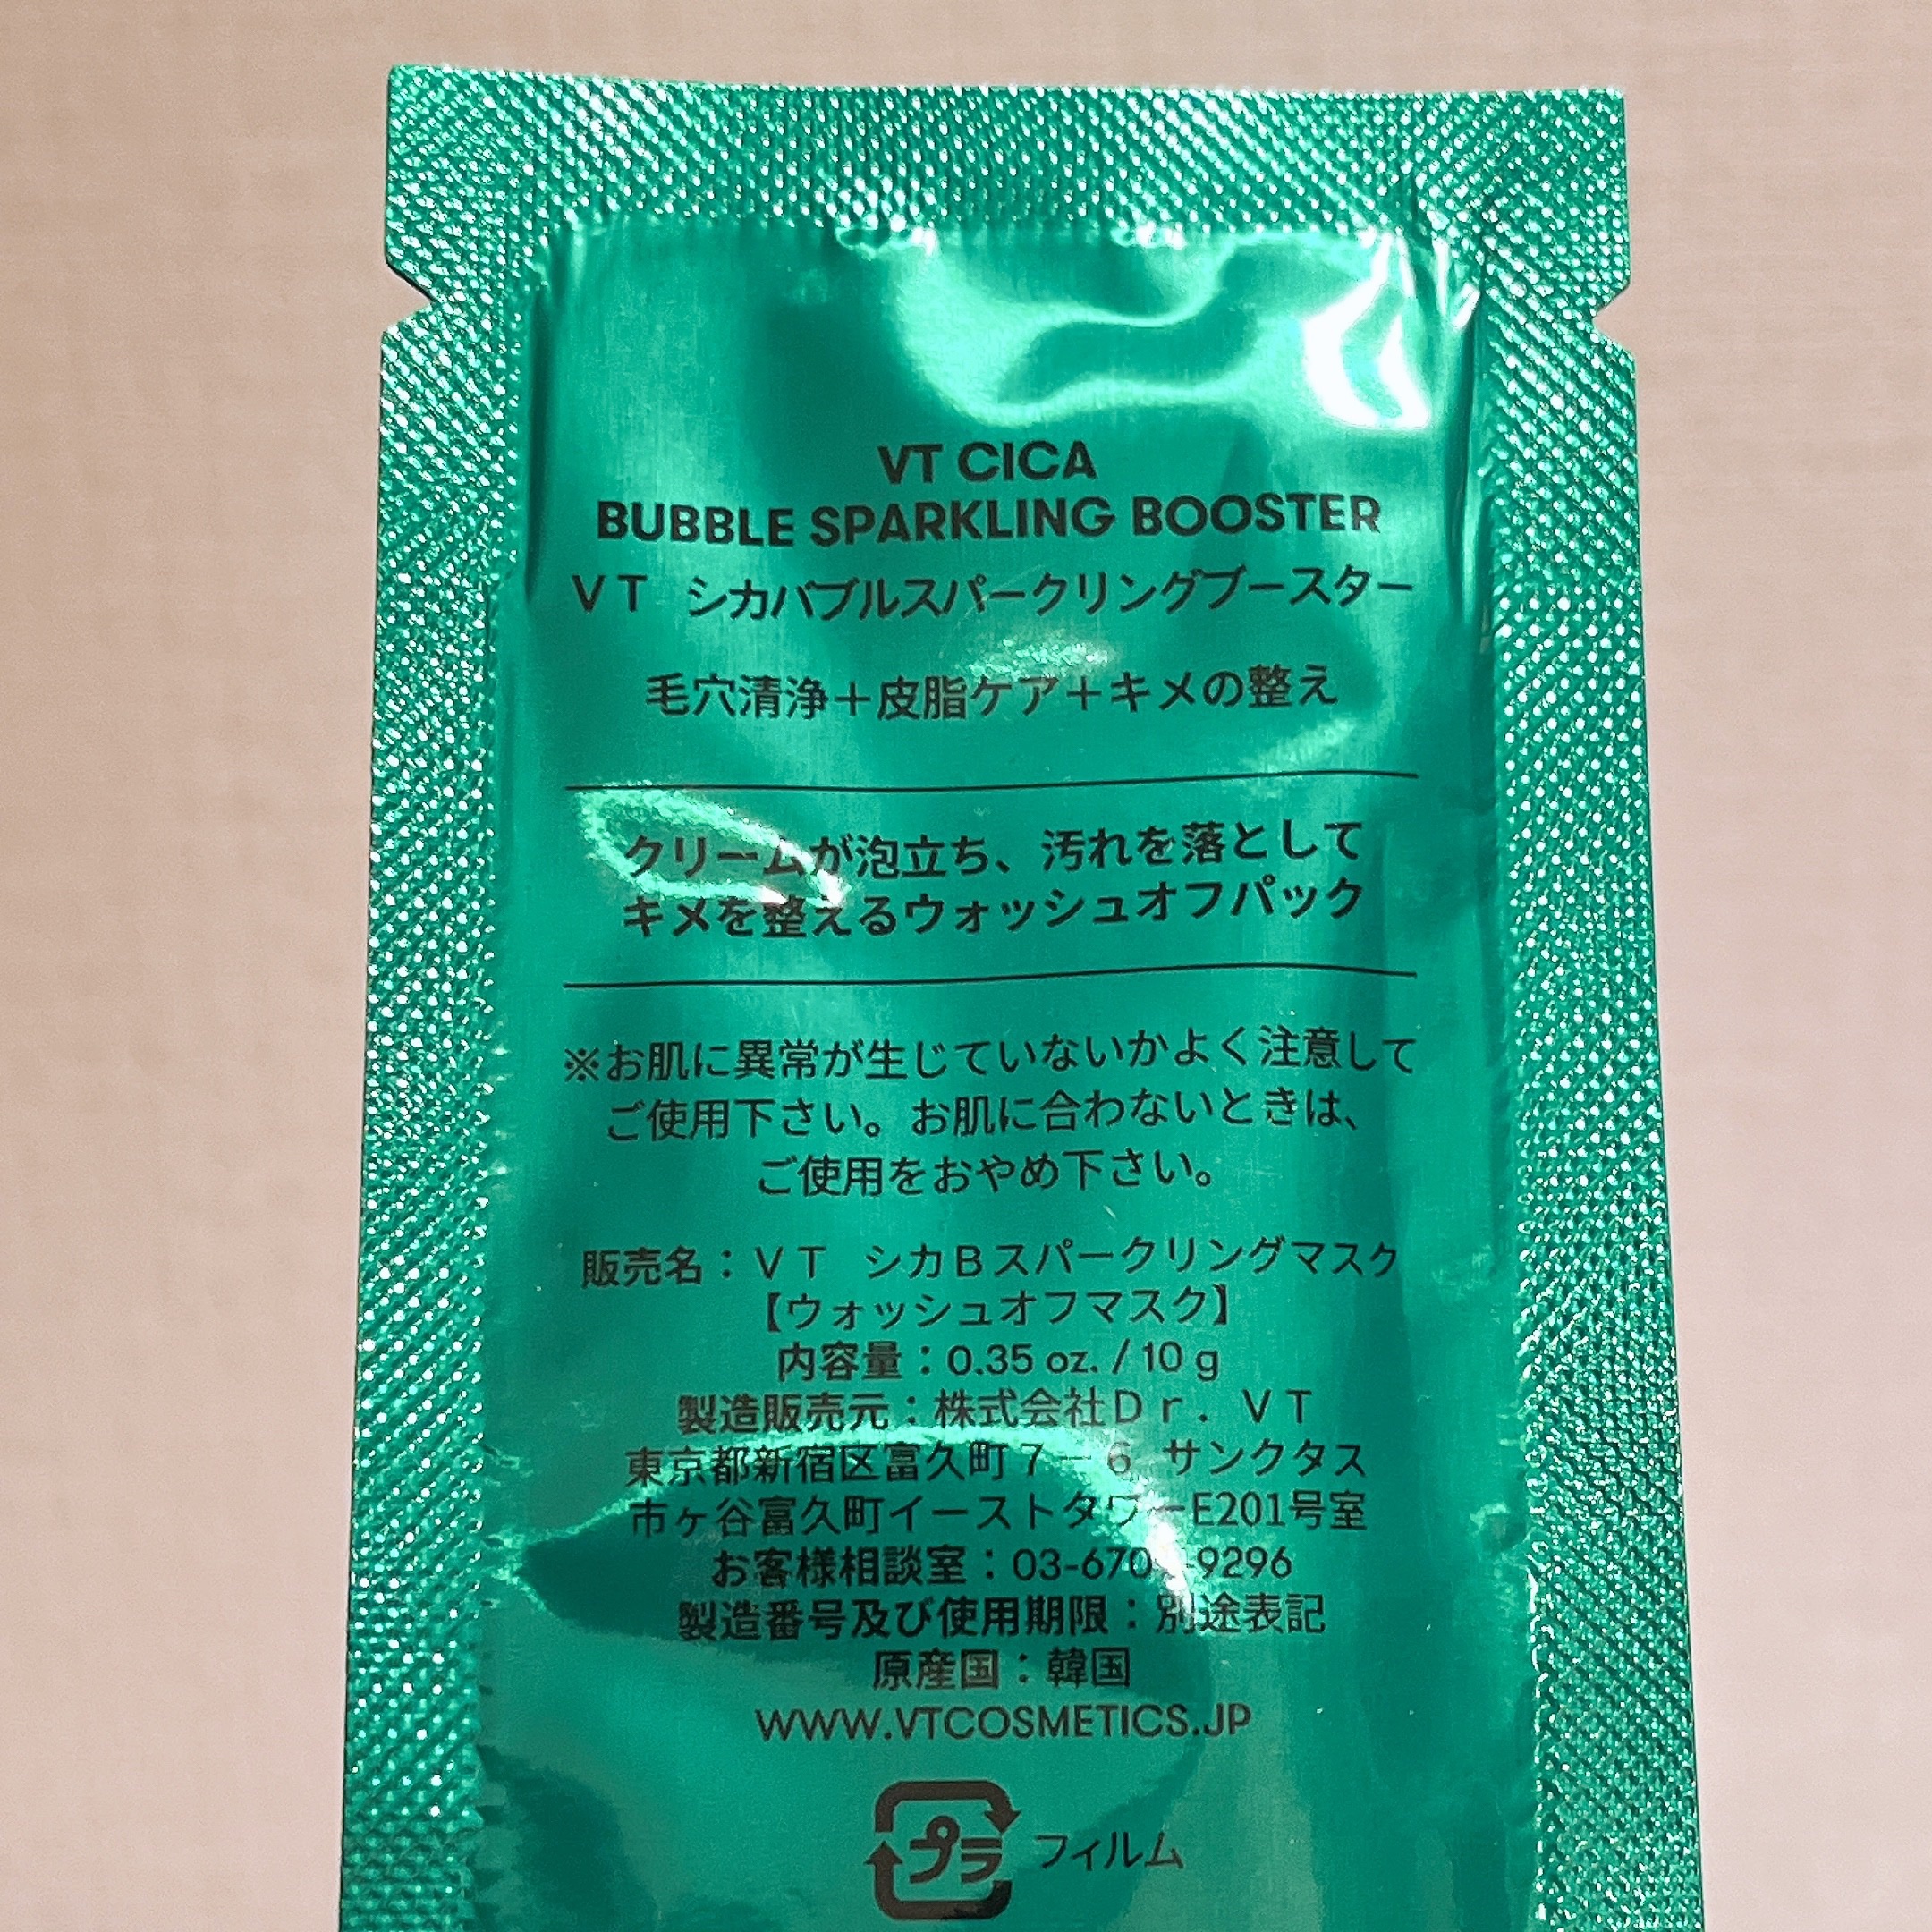 VT CICA
BUBBLE SPARKLING BOOSTER
ＶＴ　シカバブルスパークリングブースター
毛穴清浄＋皮脂ケア＋キメの整え
クリームが泡立ち、汚れを落として
キメを整えるウォッシュオフパック
※お肌に異常が生じていないかよく注意して
ご使用下さい。お肌に合わないときは、
ご使用をおやめ下さい。
販売名：ＶＴ　シカＢスパークリングマスク
【ウォッシュオフマスク】
内容量：0.35 oz. / 10 g
製造販売元：株式会社Ｄｒ．ＶＴ
東京都新宿区富久町７－６ サンクタス
市ヶ谷富久町イーストタワーE201号室
お客様相談室：
製造番号及び使用期限：別途表記
原産国：韓国
WWW.VTCOSMETICS.JP
プラ フィルム